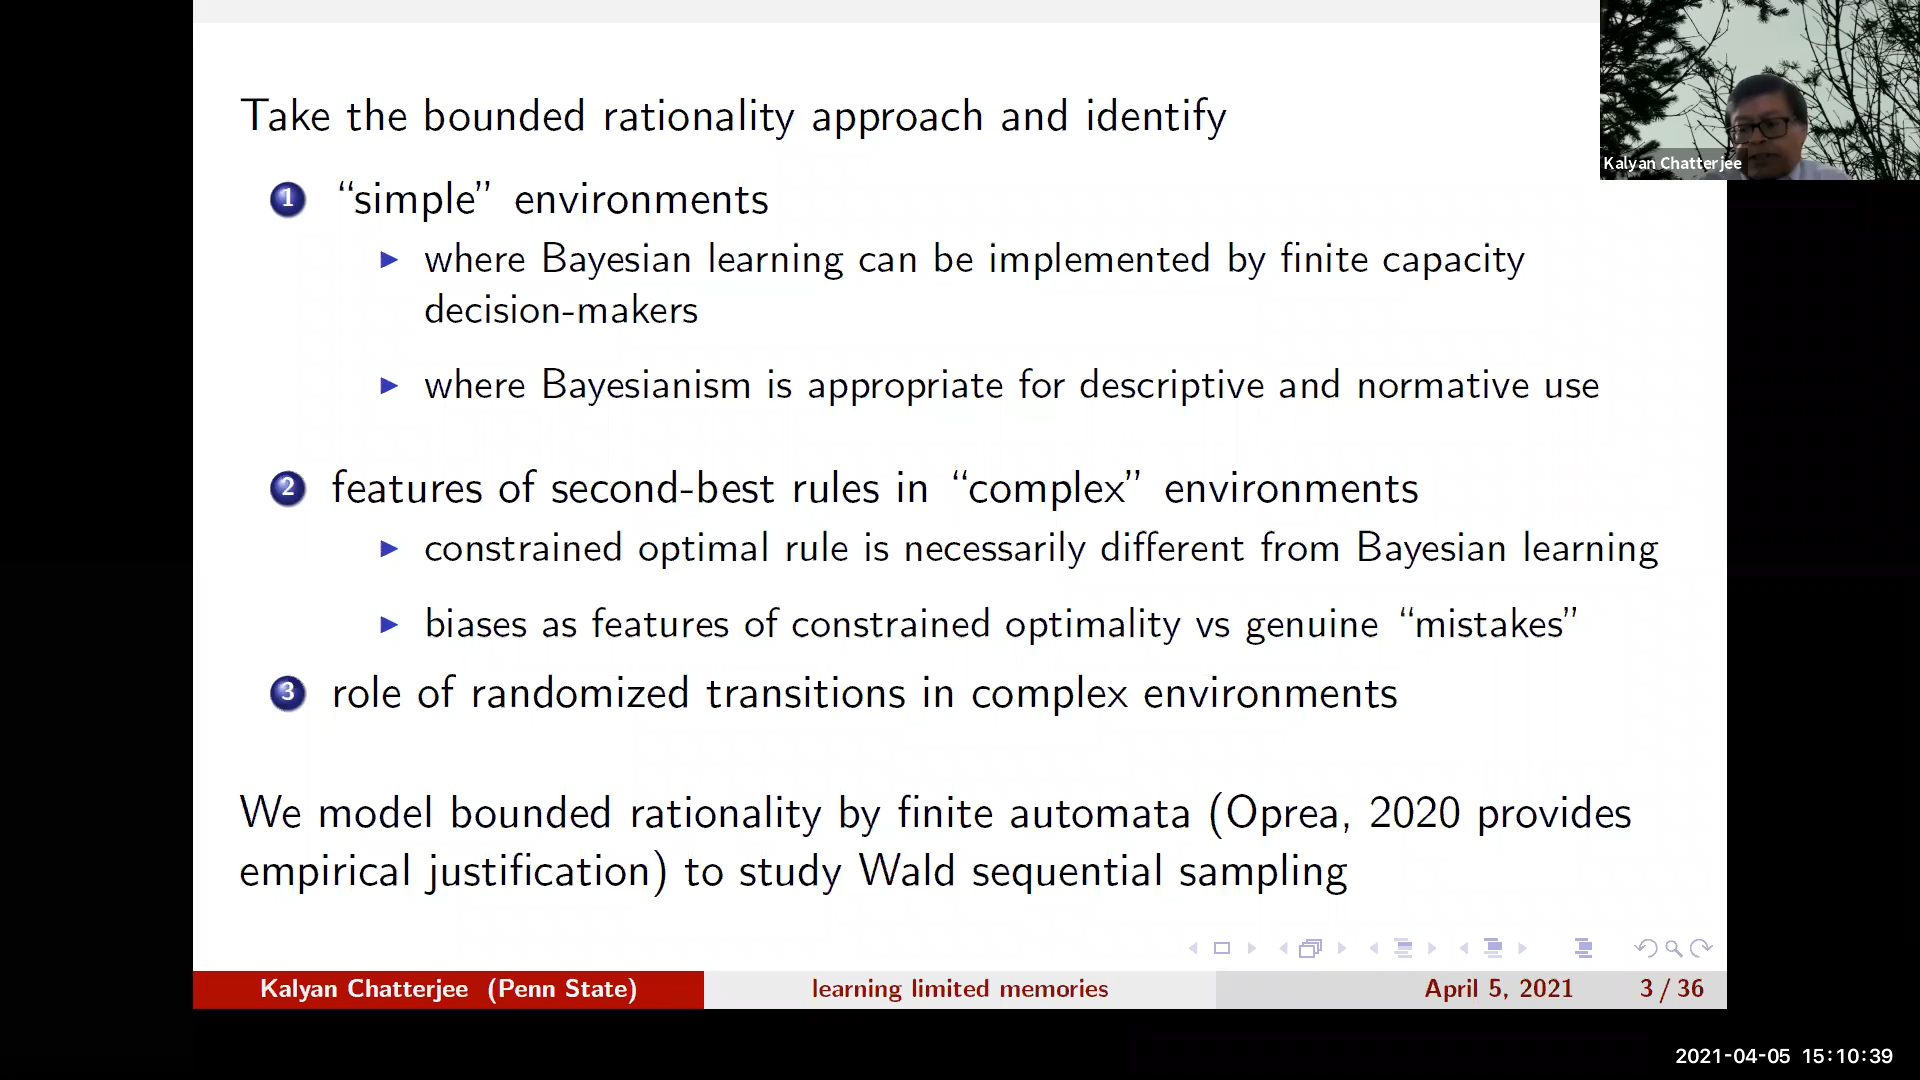 Take the bounded rationality approach and identify
Kalyan Chatterjee
1 “simple” environments
▶ where Bayesian learning can be implemented by finite capacity
decision-makers
▶ where Bayesianism is appropriate for descriptive and normative use
2 features of second-best rules in “complex” environments
▶ constrained optimal rule is necessarily different from Bayesian learning
▶ biases as features of constrained optimality vs genuine “mistakes”
3 role of randomized transitions in complex environments
We model bounded rationality by finite automata (Oprea, 2020 provides
empirical justification) to study Wald sequential sampling
Kalyan Chatterjee (Penn State) learning limited memories April 5, 2021 3 / 36
2021-04-05 15:10:39